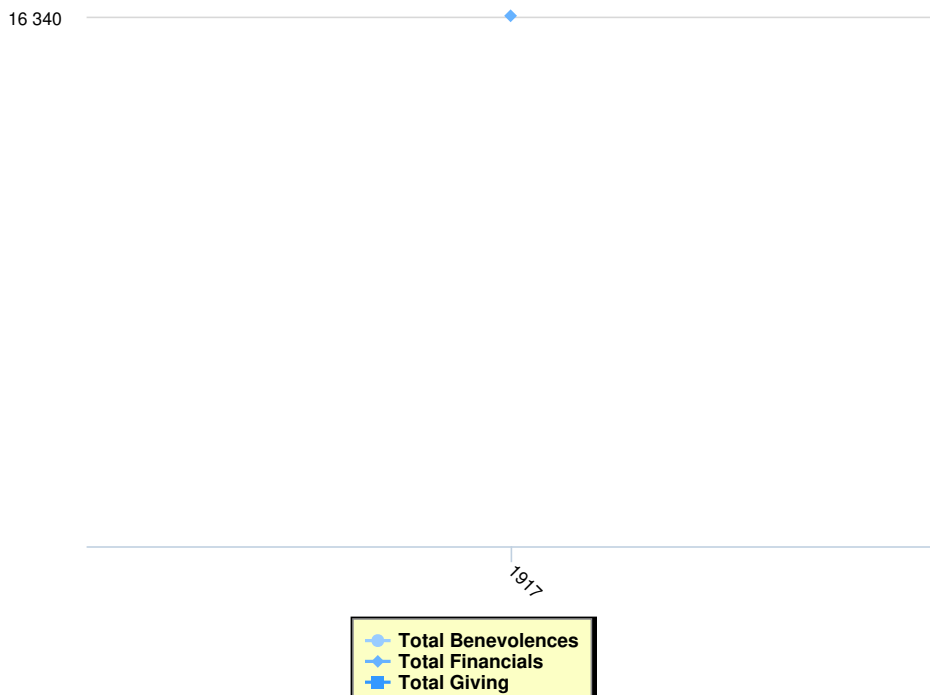 16 340
1917
Total Benevolences
Total Financials
Total Giving